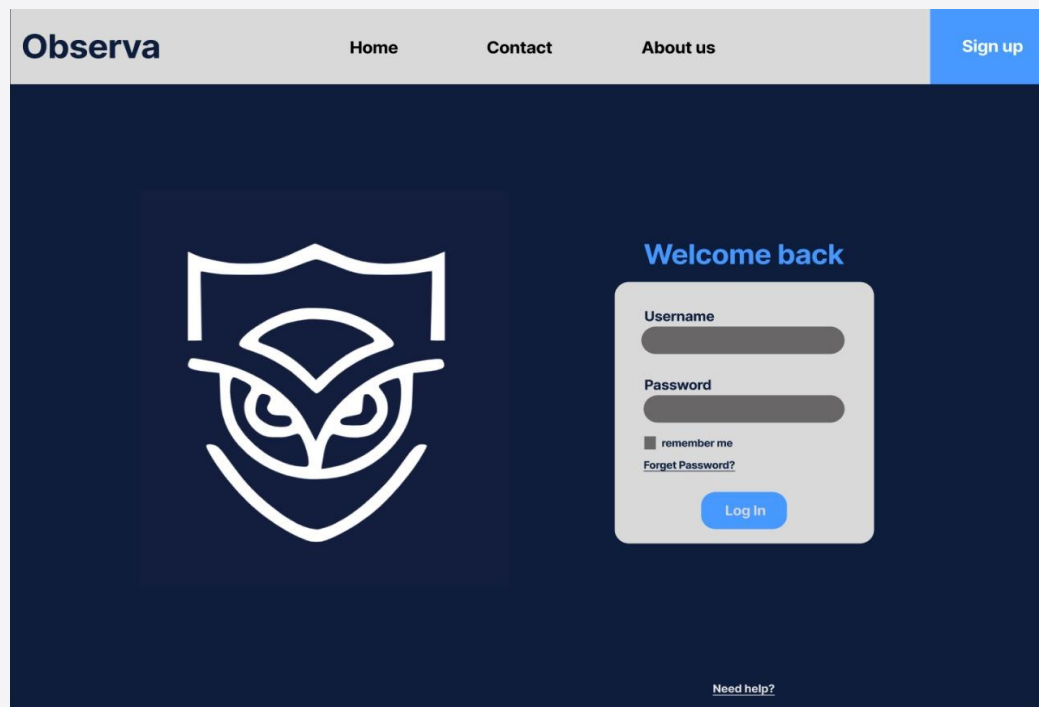 Observa
Home
Contact
About us
Sign up
Welcome back
Username
Password
remember me
Forget Password?
Log In
Need help?